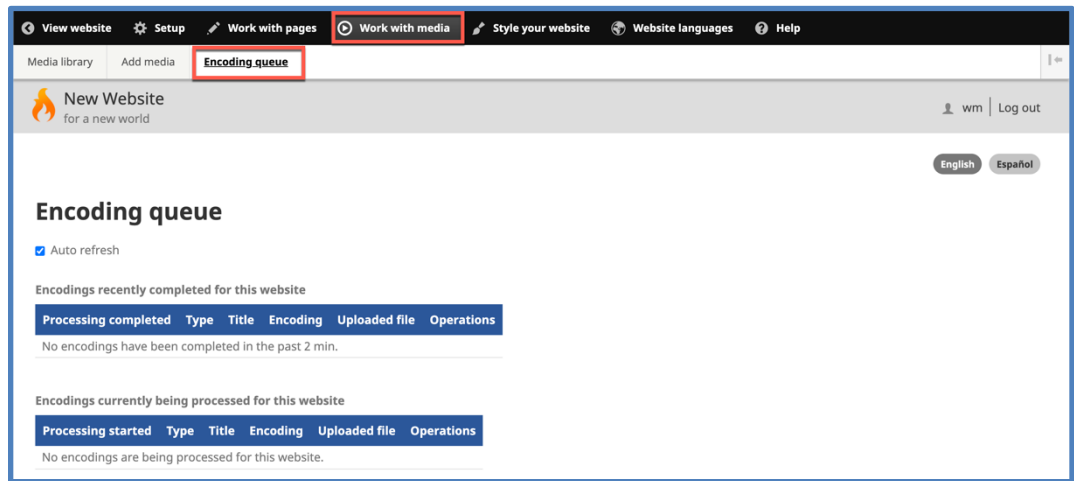 View website Setup Work with pages Work with media Style your website Website languages Help
Media library Add media Encoding queue
New Website
for a new world
wm Log out
English Español
Encoding queue
Auto refresh
Encodings recently completed for this website
Processing completed Type Title Encoding Uploaded file Operations
No encodings have been completed in the past 2 min.
Encodings currently being processed for this website
Processing started Type Title Encoding Uploaded file Operations
No encodings are being processed for this website.